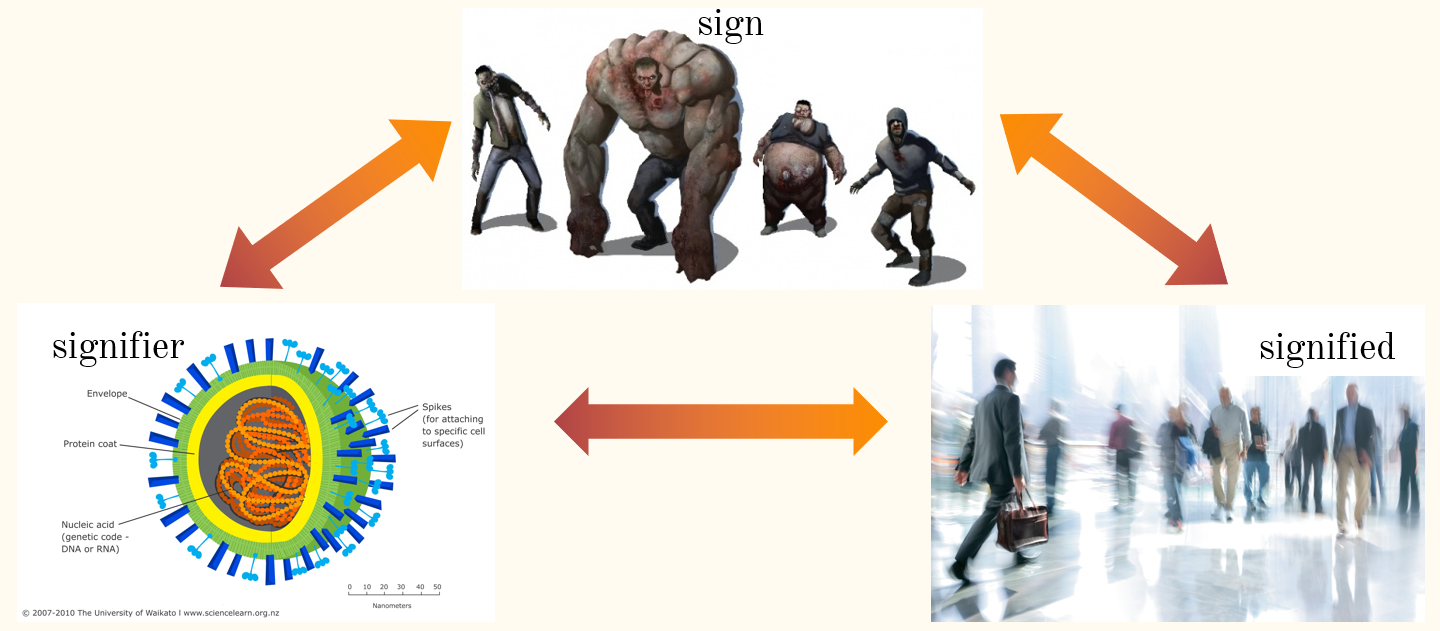 sign
signifier
Envelope
Protein coat
Nucleic acid
(genetic code -
DNA or RNA)
Spikes
(for attaching
to specific cell
surfaces)
0 10 20 30 40 50
Nanometers
© 2007-2010 The University of Waikato I www.sciencelearn.org.nz
signified